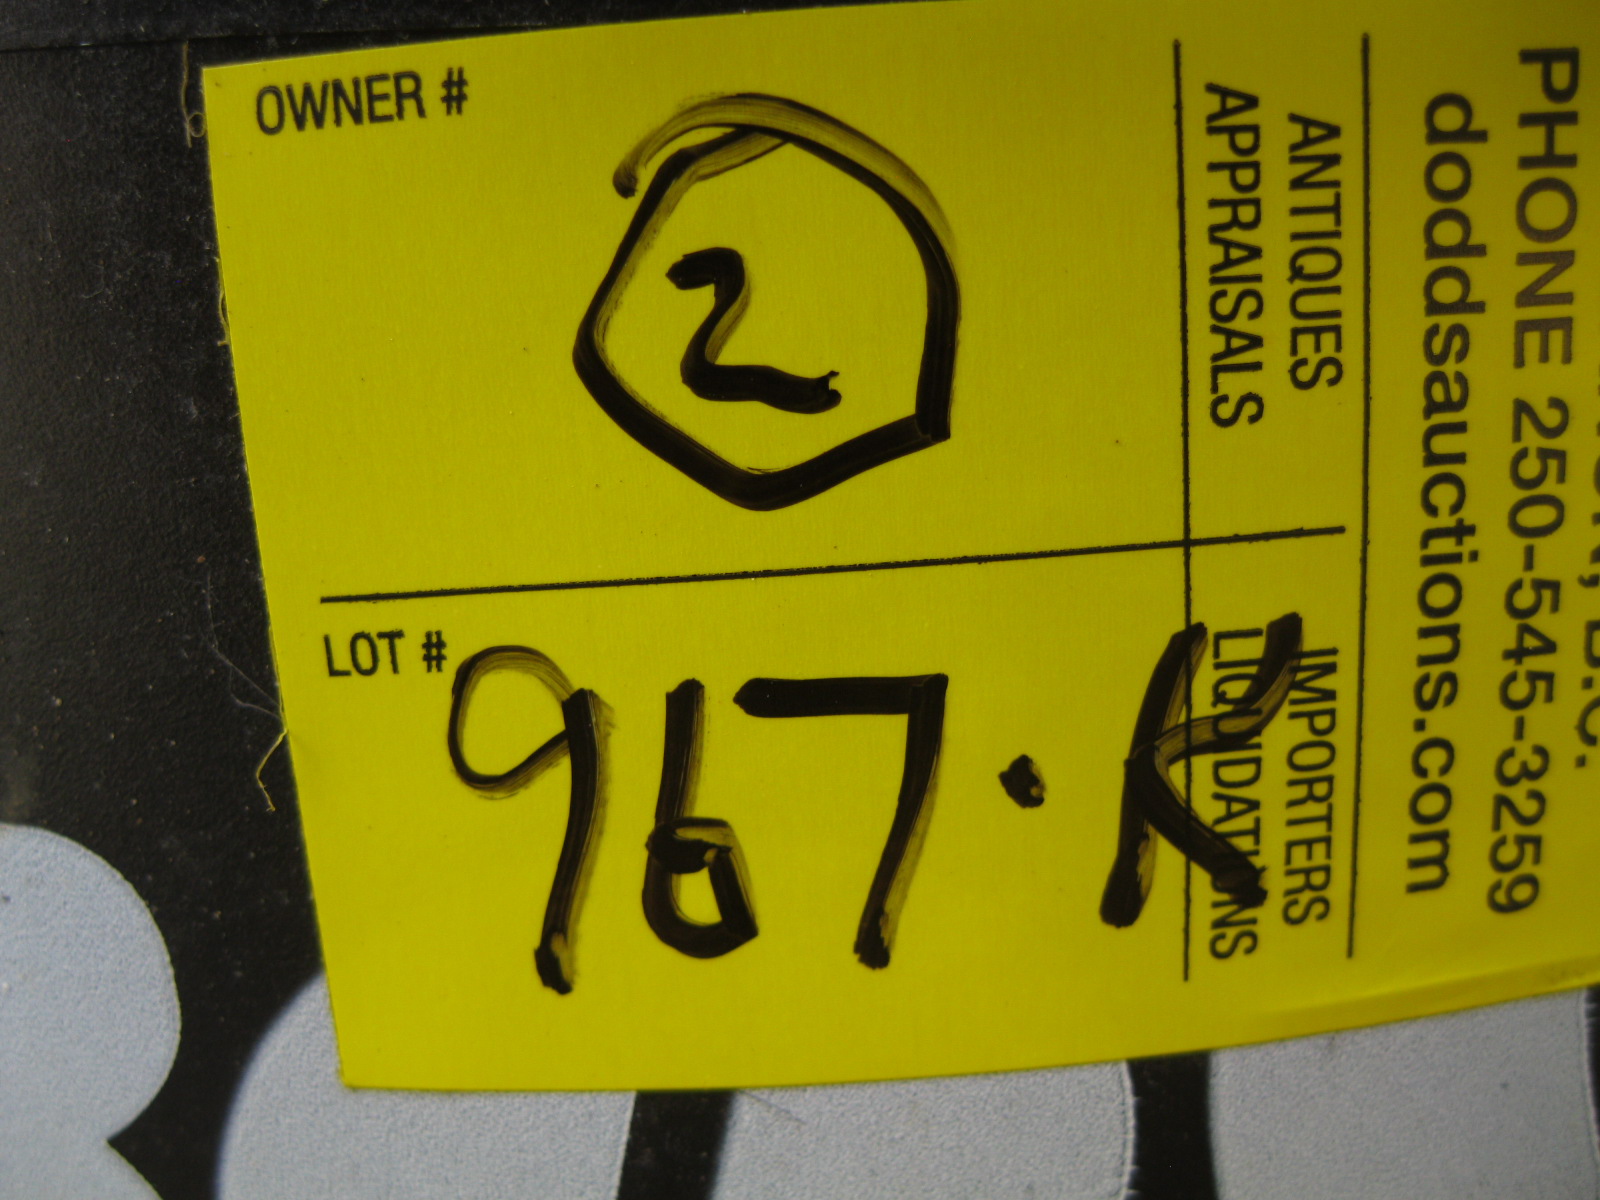 OWNER #
2
LOT #
967.K
ANTIQUES
APPRAISALS
IMPORTERS
LIQUIDATIONS
PHONE 250-545-3259
doddsauctions.com